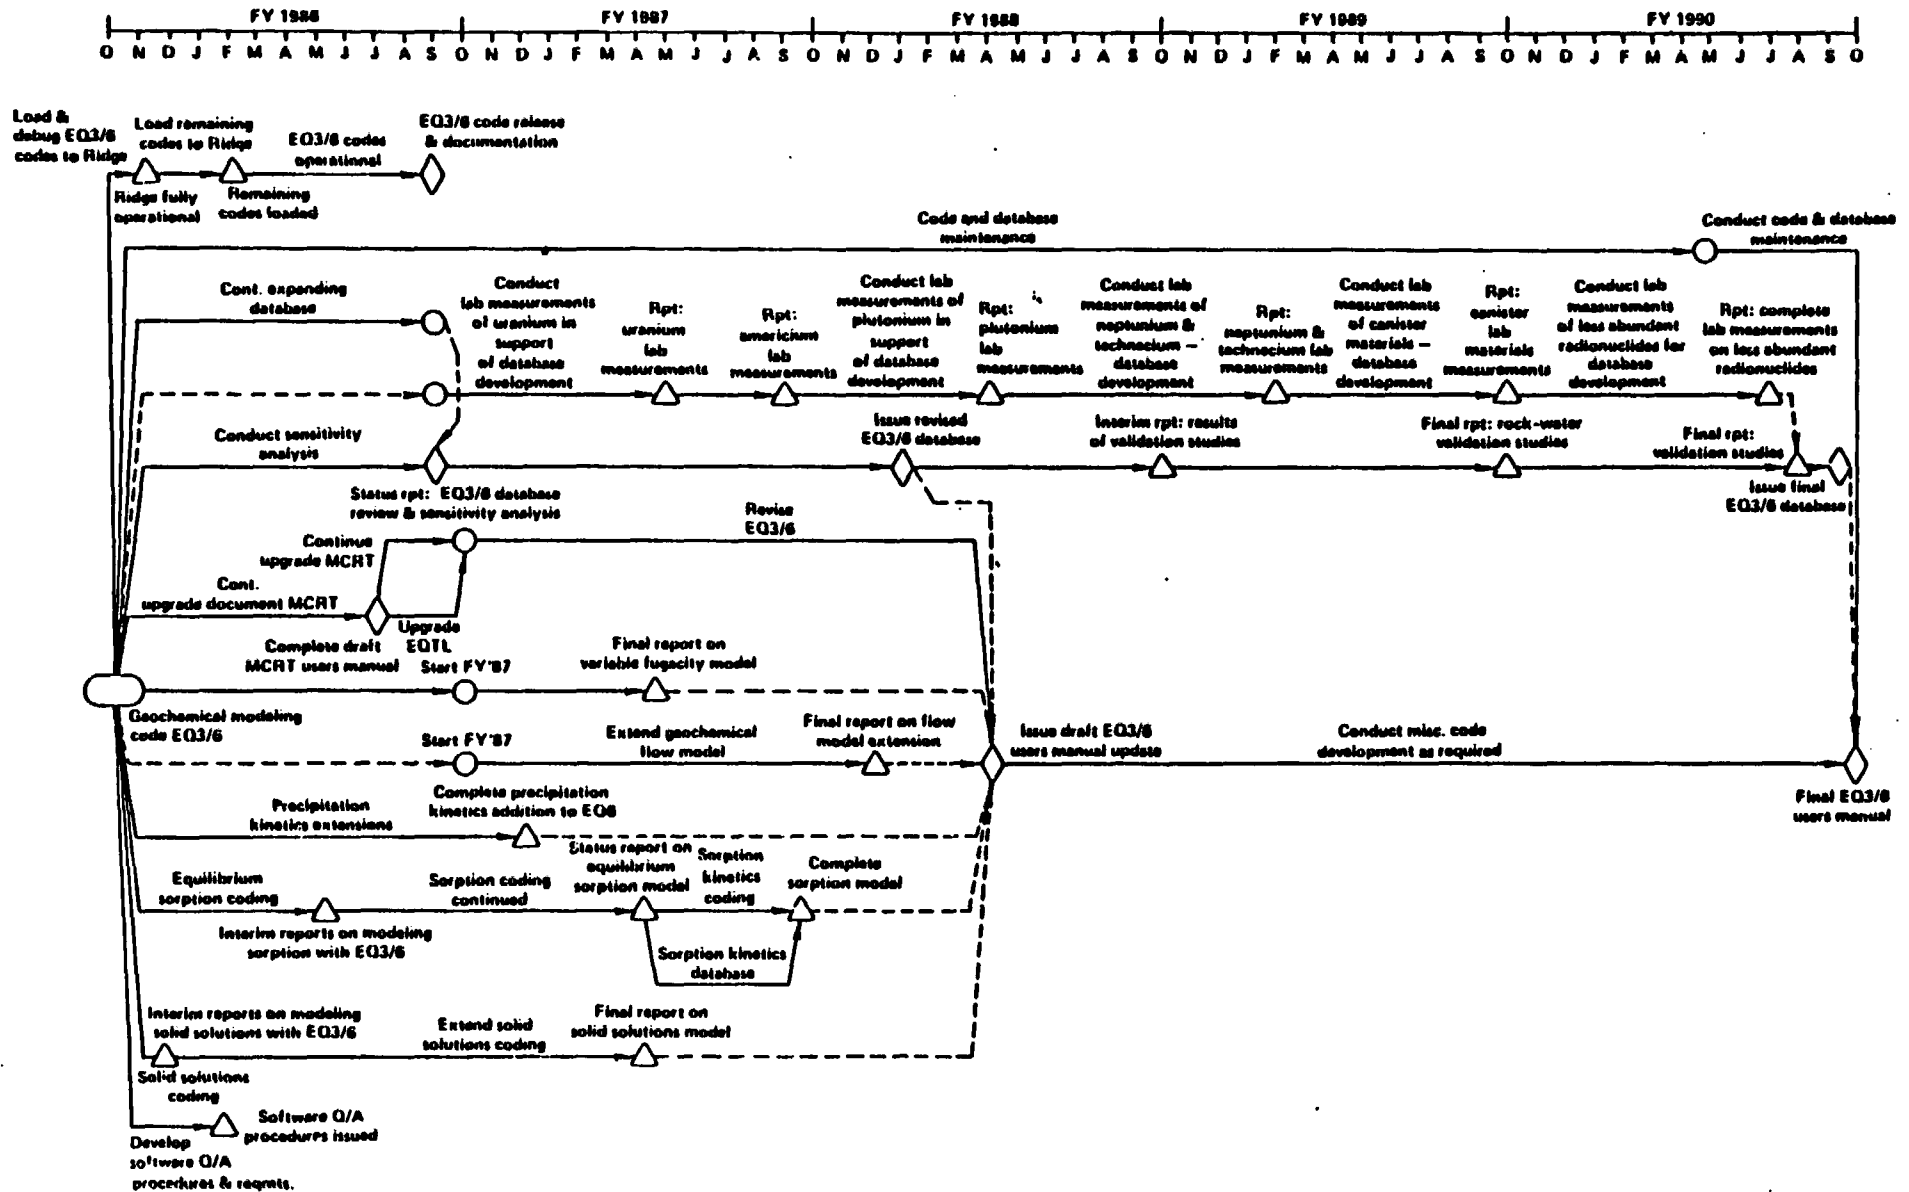 FY 1986
FY 1987
FY 1988
FY 1989
FY 1990
O N D J F M A M J J A S O N D J F M A M J J A S O N D J F M A M J J A S O N D J F M A M J J A S O N D J F M A M J J A S O
Load &
debug EQ3/6
codes to Ridge
Load remaining
codes to Ridge
EQ3/6 codes
operational
EQ3/6 code release
& documentation
Ridge fully
operational
Remaining
codes loaded
Code and database
maintenance
Conduct code & database
maintenance
Cont. expanding
database
Conduct
lab measurements
of uranium in
support
of database
development
Rpt:
uranium
lab
measurements
Rpt:
americium
lab
measurements
Conduct lab
measurements of
plutonium in
support
of database
development
Rpt:
plutonium
lab
measurements
Conduct lab
measurements of
neptunium &
technecium –
database
development
Rpt:
neptunium &
technecium lab
measurements
Conduct lab
measurements
of canister
materials –
database
development
Rpt:
canister
lab
materials
measurements
Conduct lab
measurements
of less abundant
radionuclides for
database
development
Rpt: complete
lab measurements
on less abundant
radionuclides
Conduct sensitivity
analysis
Issue revised
EQ3/6 database
Interim rpt: results
of validation studies
Final rpt: rock-water
validation studies
Final rpt:
validation studies
Issue final
EQ3/6 database
Status rpt: EQ3/6 database
review & sensitivity analysis
Continue
upgrade MCRT
Revise
EQ3/6
Cont.
upgrade document MCRT
Upgrade
EQTL
Complete draft
MCRT users manual
Start FY'87
Final report on
variable fugacity model
Geochemical modeling
code EQ3/6
Start FY'87
Extend geochemical
flow model
Final report on flow
model extension
Issue draft EQ3/6
users manual update
Conduct misc. code
development as required
Final EQ3/6
users manual
Precipitation
kinetics extensions
Complete precipitation
kinetics addition to EQ6
Equilibrium
sorption coding
Sorption coding
continued
Status report on
equilibrium
sorption model
Sorption
kinetics
coding
Complete
sorption model
Interim reports on modeling
sorption with EQ3/6
Sorption kinetics
database
Interim reports on modeling
solid solutions with EQ3/6
Extend solid
solutions coding
Final report on
solid solutions model
Solid solutions
coding
Software Q/A
procedures issued
Develop
software Q/A
procedures & reqmts.